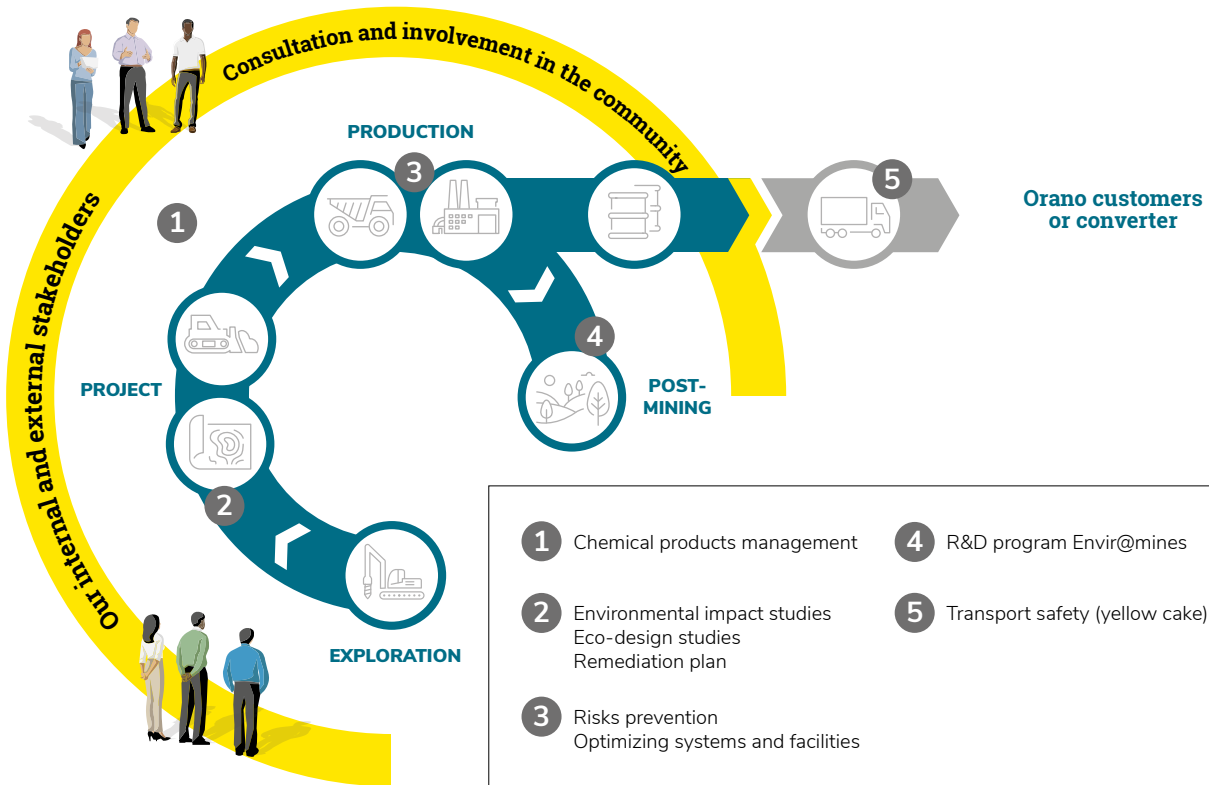 Consultation and involvement in the community
Our internal and external stakeholders
PRODUCTION
3
5
1
Orano customers
or converter
4
PROJECT
POST-
MINING
2
EXPLORATION
1 Chemical products management
2 Environmental impact studies
Eco-design studies
Remediation plan
3 Risks prevention
Optimizing systems and facilities
4 R&D program Envir@mines
5 Transport safety (yellow cake)